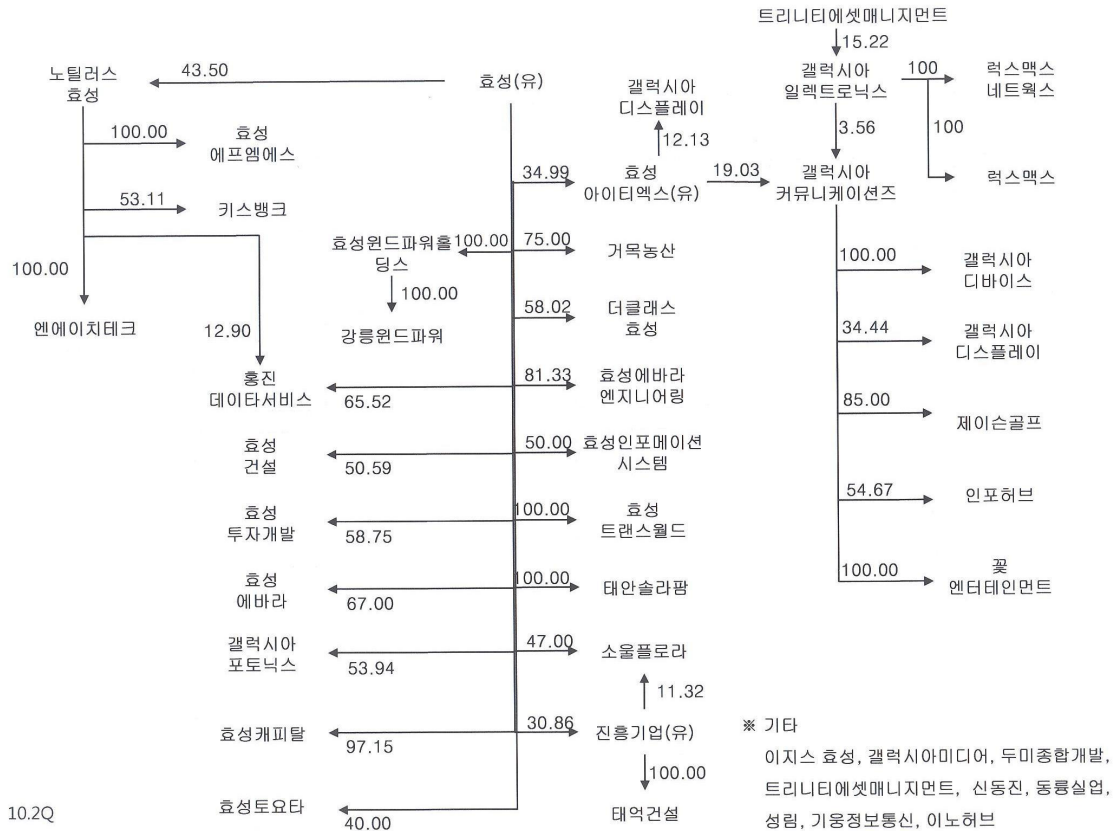 트리니티에셋매니지먼트
15.22
노틸러스
효성
43.50
효성(유)
갤럭시아
디스플레이
갤럭시아
일렉트로닉스
100
럭스맥스
네트웍스
100.00
효성
에프엠에스
12.13
3.56
100
53.11
키스뱅크
34.99
효성
아이티엑스(유)
19.03
갤럭시아
커뮤니케이션즈
럭스맥스
100.00
엔에이치테크
12.90
효성윈드파워홀
딩스
100.00
75.00
거목농산
100.00
갤럭시아
디바이스
100.00
강릉윈드파워
58.02
더클래스
효성
34.44
갤럭시아
디스플레이
홍진
데이타서비스
65.52
81.33
효성에바라
엔지니어링
85.00
제이슨골프
효성
건설
50.59
50.00
효성인포메이션
시스템
54.67
인포허브
효성
투자개발
58.75
100.00
효성
트랜스월드
100.00
꽃
엔터테인먼트
효성
에바라
67.00
100.00
태안솔라팜
갤럭시아
포토닉스
53.94
47.00
소울플로라
11.32
효성캐피탈
97.15
30.86
진흥기업(유)
100.00
태억건설
효성토요타
40.00
※ 기타
이지스 효성, 갤럭시아미디어, 두미종합개발,
트리니티에셋매니지먼트, 신동진, 동륭실업,
성림, 기웅정보통신, 이노허브
10.2Q